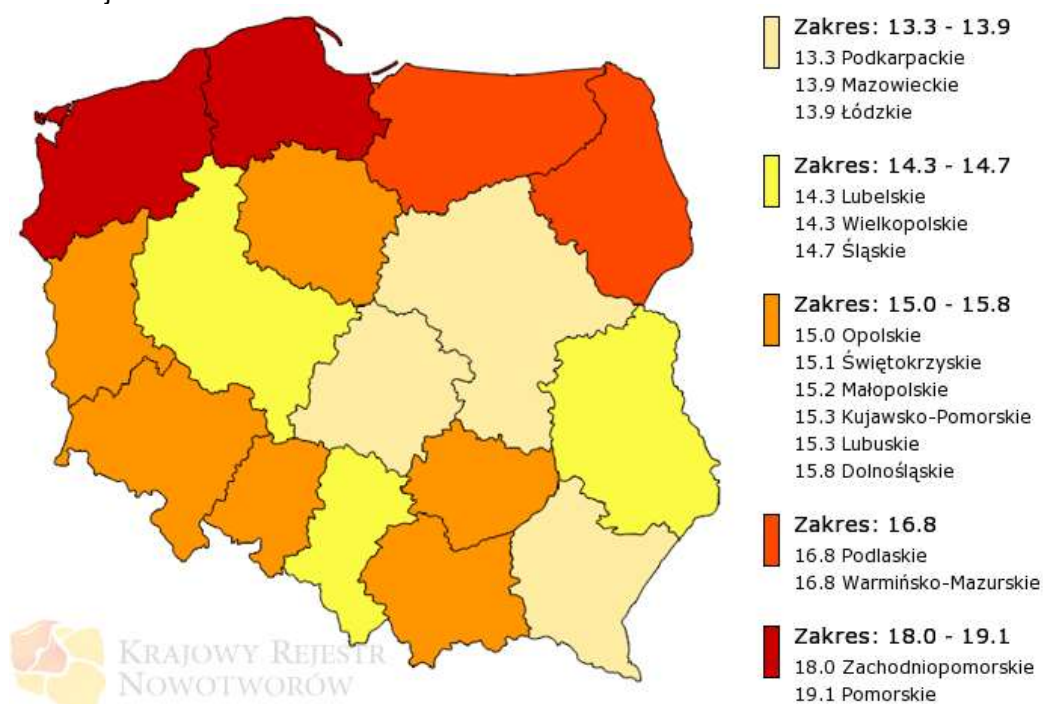 Zakres: 13.3 - 13.9
13.3 Podkarpackie
13.9 Mazowieckie
13.9 Łódzkie
Zakres: 14.3 - 14.7
14.3 Lubelskie
14.3 Wielkopolskie
14.7 Śląskie
Zakres: 15.0 - 15.8
15.0 Opolskie
15.1 Świętokrzyskie
15.2 Małopolskie
15.3 Kujawsko-Pomorskie
15.3 Lubuskie
15.8 Dolnośląskie
Zakres: 16.8
16.8 Podlaskie
16.8 Warmińsko-Mazurskie
Zakres: 18.0 - 19.1
18.0 Zachodniopomorskie
19.1 Pomorskie
KRAJOWY REJESTR
NOWOTWORÓW